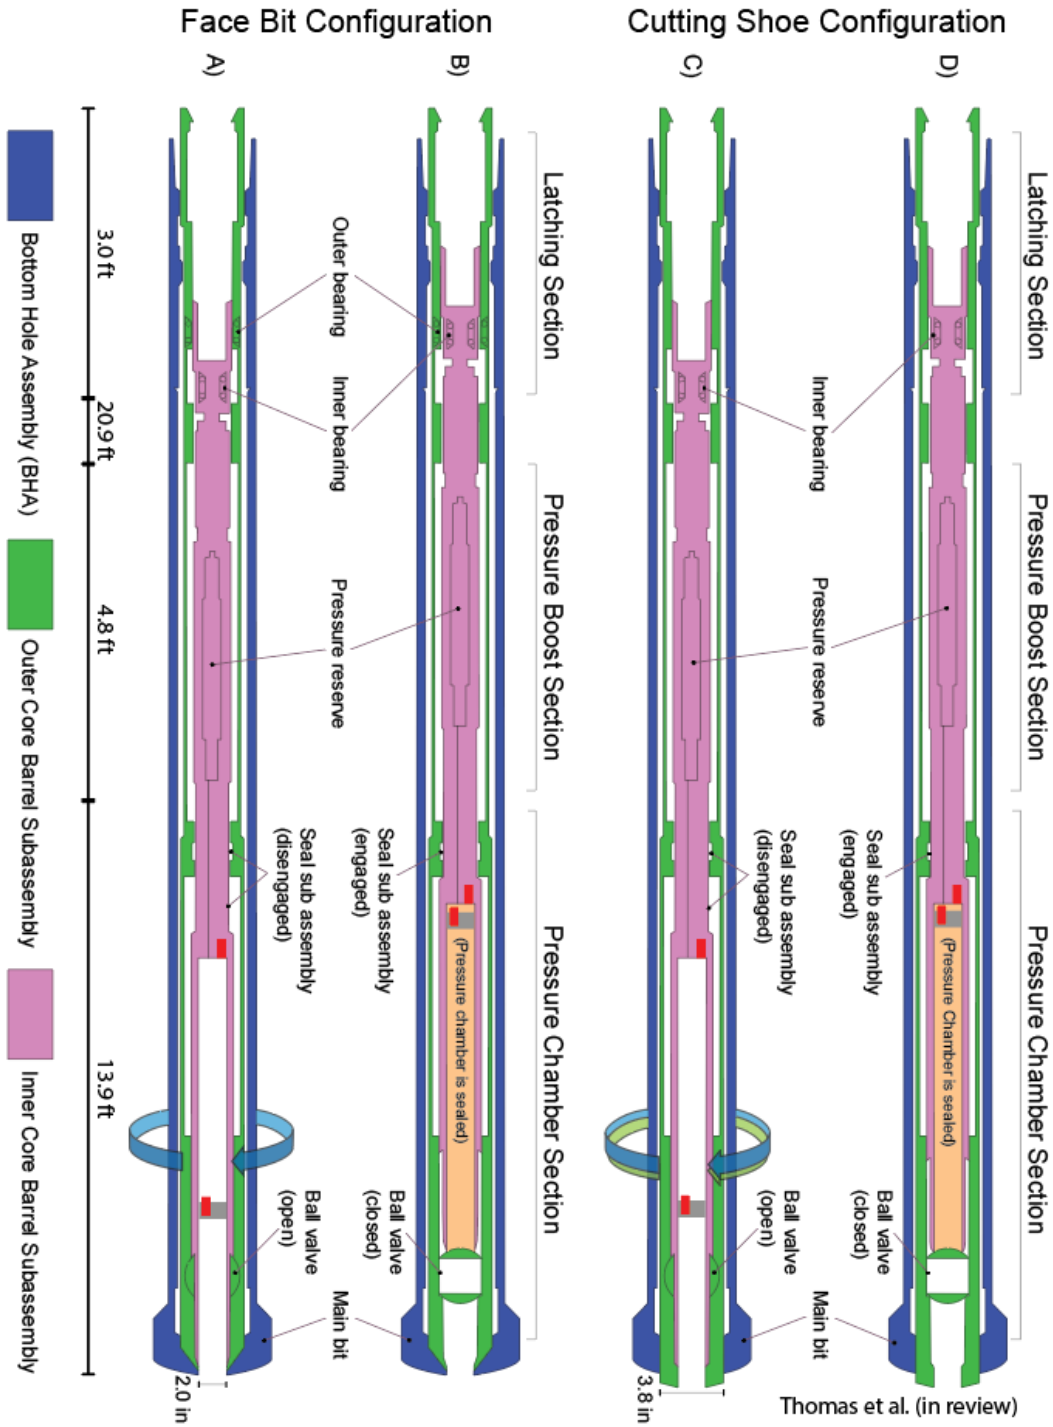 Face Bit Configuration
Cutting Shoe Configuration
A)
B)
C)
D)
Latching Section
Latching Section
Outer bearing
Inner bearing
Inner bearing
Pressure Boost Section
Pressure Boost Section
Pressure reserve
Pressure reserve
Seal sub assembly
(disengaged)
Seal sub assembly
(engaged)
Seal sub assembly
(disengaged)
Seal sub assembly
(engaged)
Pressure Chamber Section
Pressure Chamber Section
(Pressure chamber is sealed)
(Pressure Chamber is sealed)
Ball valve
(open)
Ball valve
(closed)
Ball valve
(open)
Ball valve
(closed)
Main bit
Main bit
2.0 in
3.8 in
3.0 ft
20.9 ft
4.8 ft
13.9 ft
Bottom Hole Assembly (BHA)
Outer Core Barrel Subassembly
Inner Core Barrel Subassembly
Thomas et al. (in review)